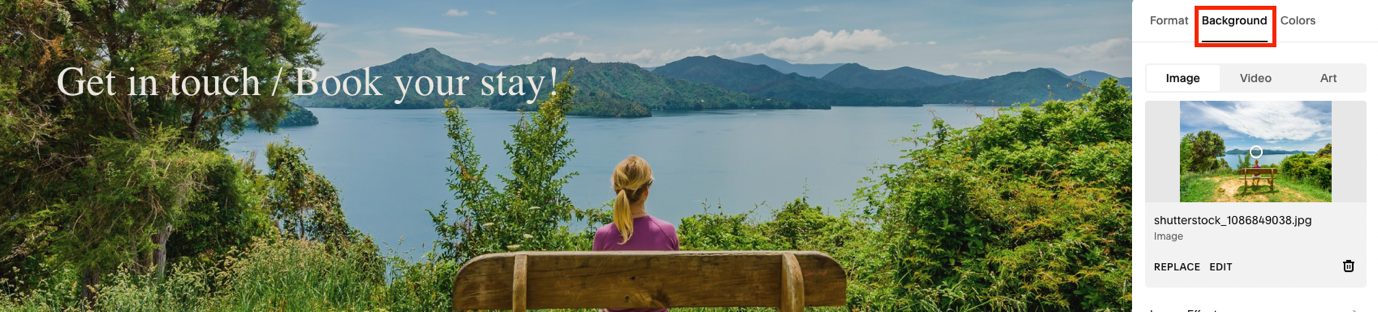 Get in touch / Book your stay!
Format Background Colors
Image Video Art
shutterstock_1086849038.jpg
Image
REPLACE EDIT